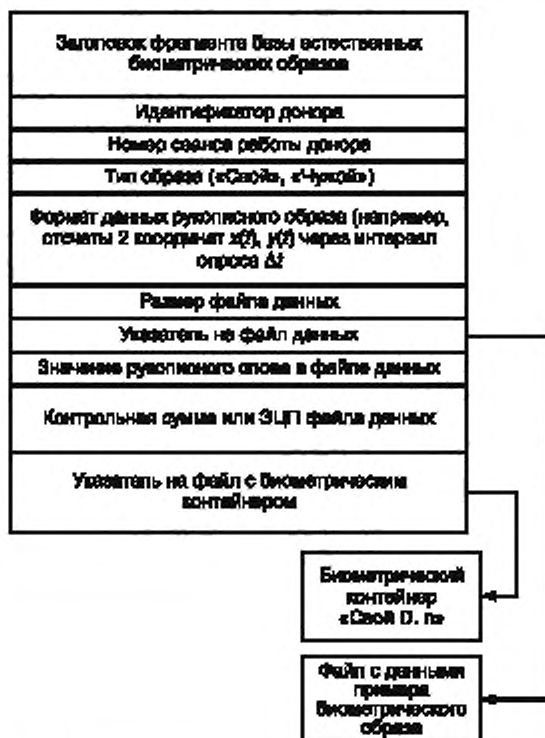 Заголовок фрагмента базы естественных
биометрических образов
Идентификатор донора
Номер сеанса работы донора
Тип образа («Свой», «Чужой»)
Формат данных рукописного образа (например,
отсчеты 2 координат x(t), y(t) через интервал
опроса Δt
Размер файла данных
Указатель на файл данных
Значение рукописного слова в файле данных
Контрольная сумма или ЭЦП файла данных
Указатель на файл с биометрическим
контейнером
Биометрический
контейнер
«Свой D. n»
Файл с данными
примера
биометрического
образа